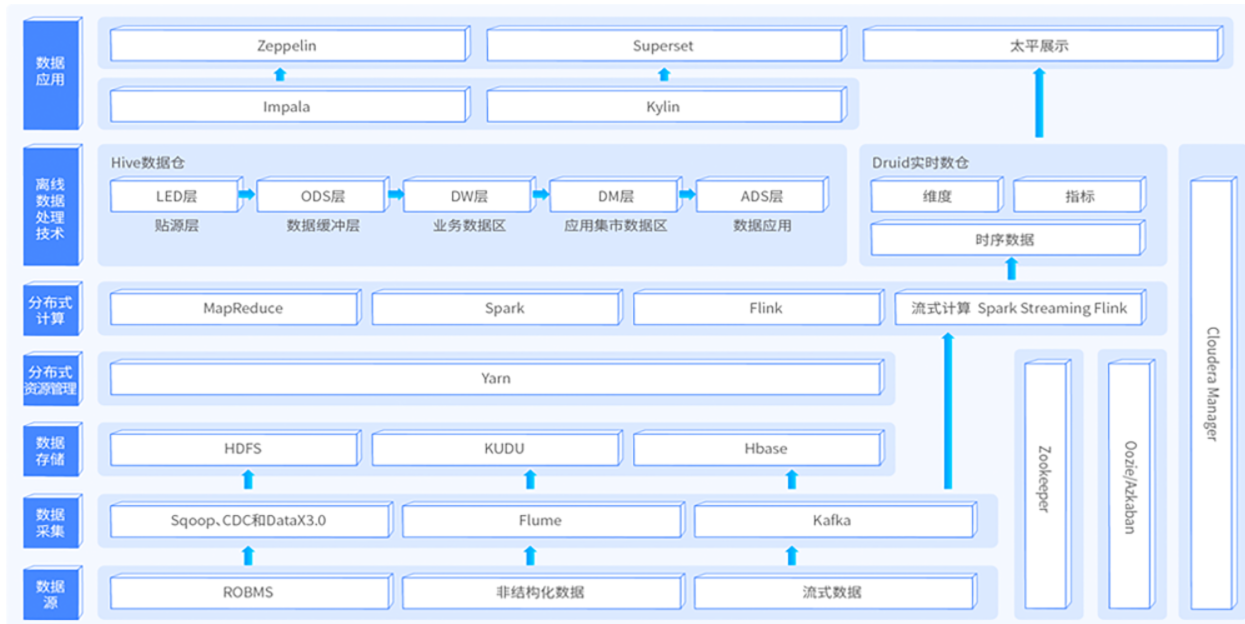 数据
应用
Zeppelin
Superset
太平展示
Impala
Kylin
离线
数据
处理
技术
Hive数据仓
LED层
ODS层
DW层
DM层
ADS层
贴源层
数据缓冲层
业务数据区
应用集市数据区
数据应用
Druid实时数仓
维度
指标
时序数据
分布式
计算
MapReduce
Spark
Flink
流式计算 Spark Streaming Flink
分布式
资源管理
Yarn
数据
存储
HDFS
KUDU
Hbase
数据
采集
Sqoop、CDC和DataX3.0
Flume
Kafka
数据
源
ROBMS
非结构化数据
流式数据
Zookeeper
Oozie/Azkaban
Cloudera Manager